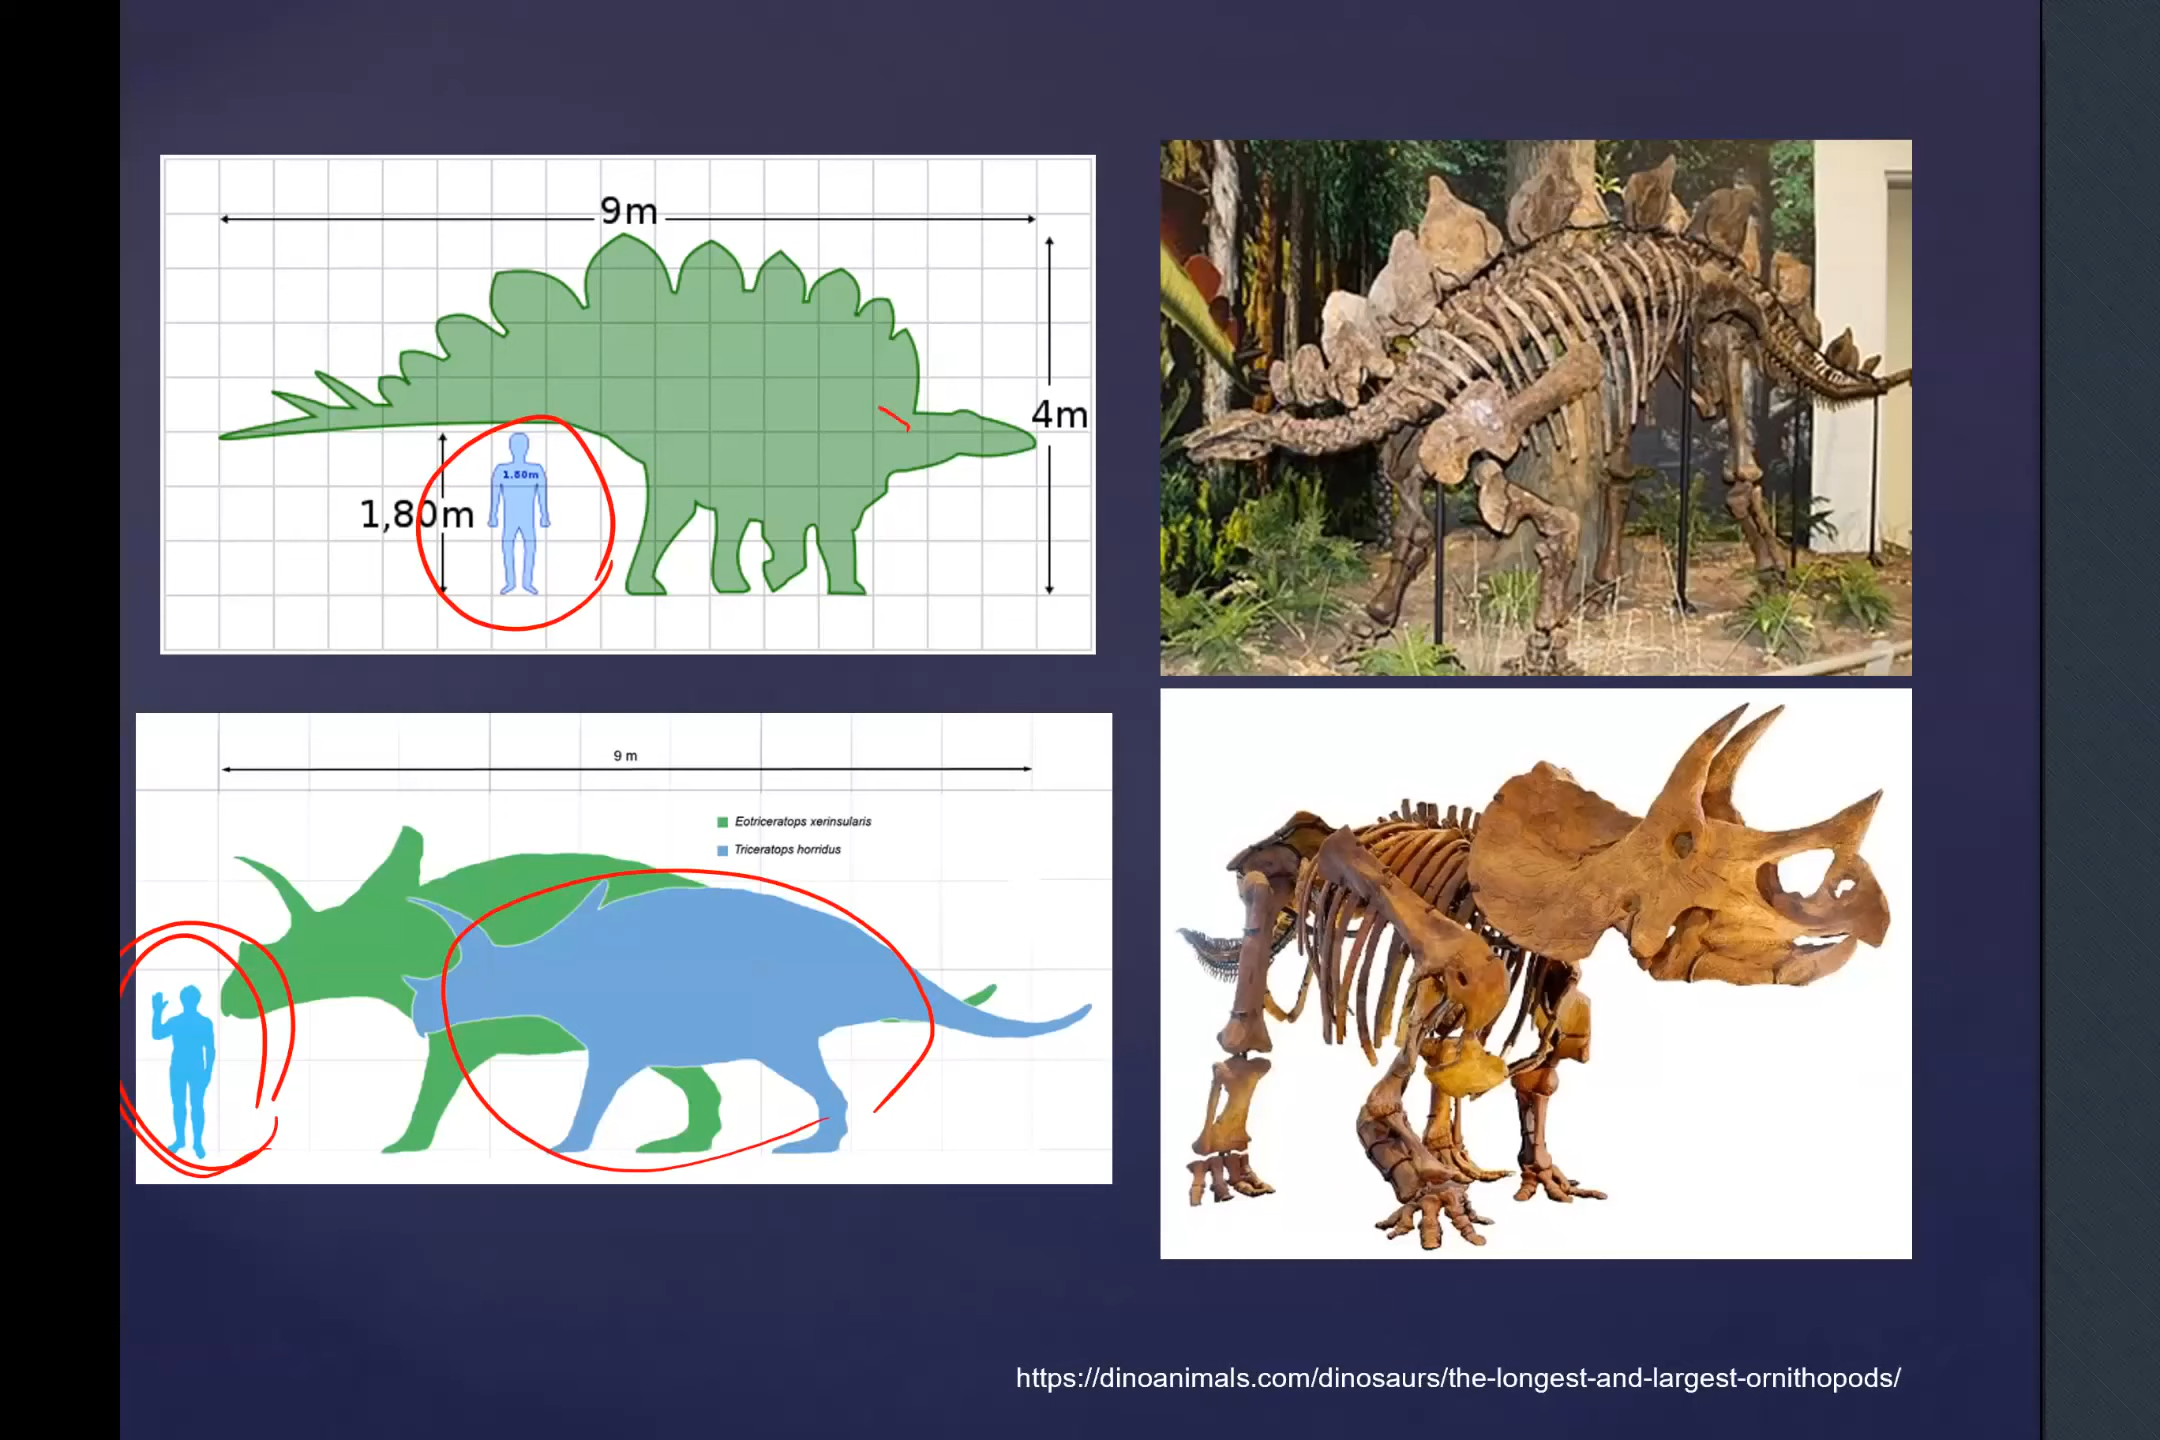 9m
4m
1.80m
1,80m
9 m
Eotriceratops xerinsularis
Triceratops horridus
https://dinoanimals.com/dinosaurs/the-longest-and-largest-ornithopods/